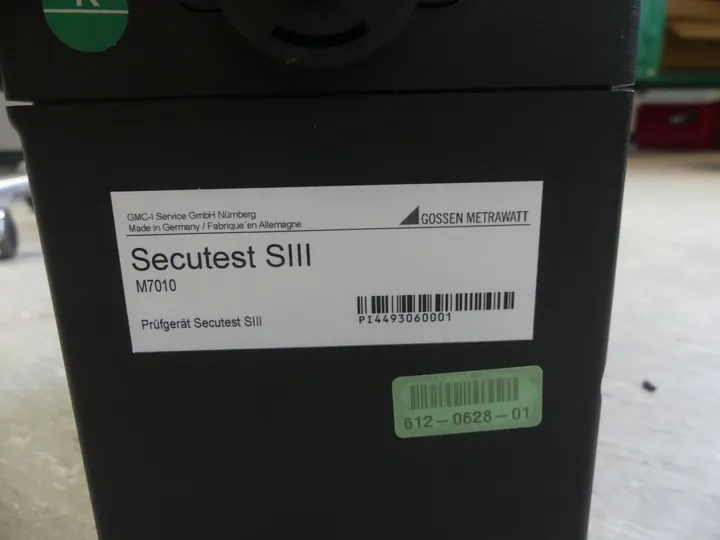 K
GMC-I Service GmbH Nürnberg
Made in Germany / Fabrique en Allemagne
GOSSEN METRAWATT
Secutest SIII
M7010
PI4493060001
Prüfgerät Secutest SIII
612-0628-01